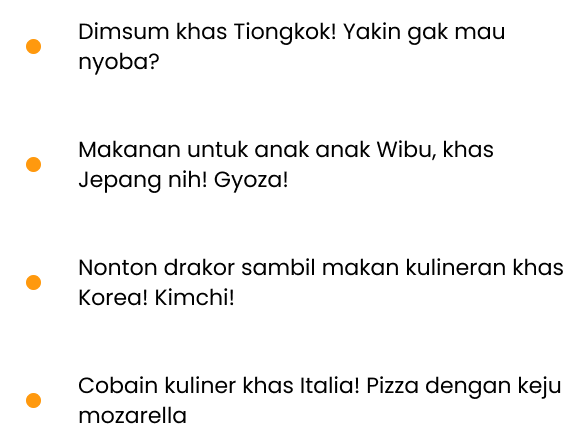 Dimsum khas Tiongkok! Yakin gak mau
nyoba?
Makanan untuk anak anak Wibu, khas
Jepang nih! Gyoza!
Nonton drakor sambil makan kulineran khas
Korea! Kimchi!
Cobain kuliner khas Italia! Pizza dengan keju
mozarella